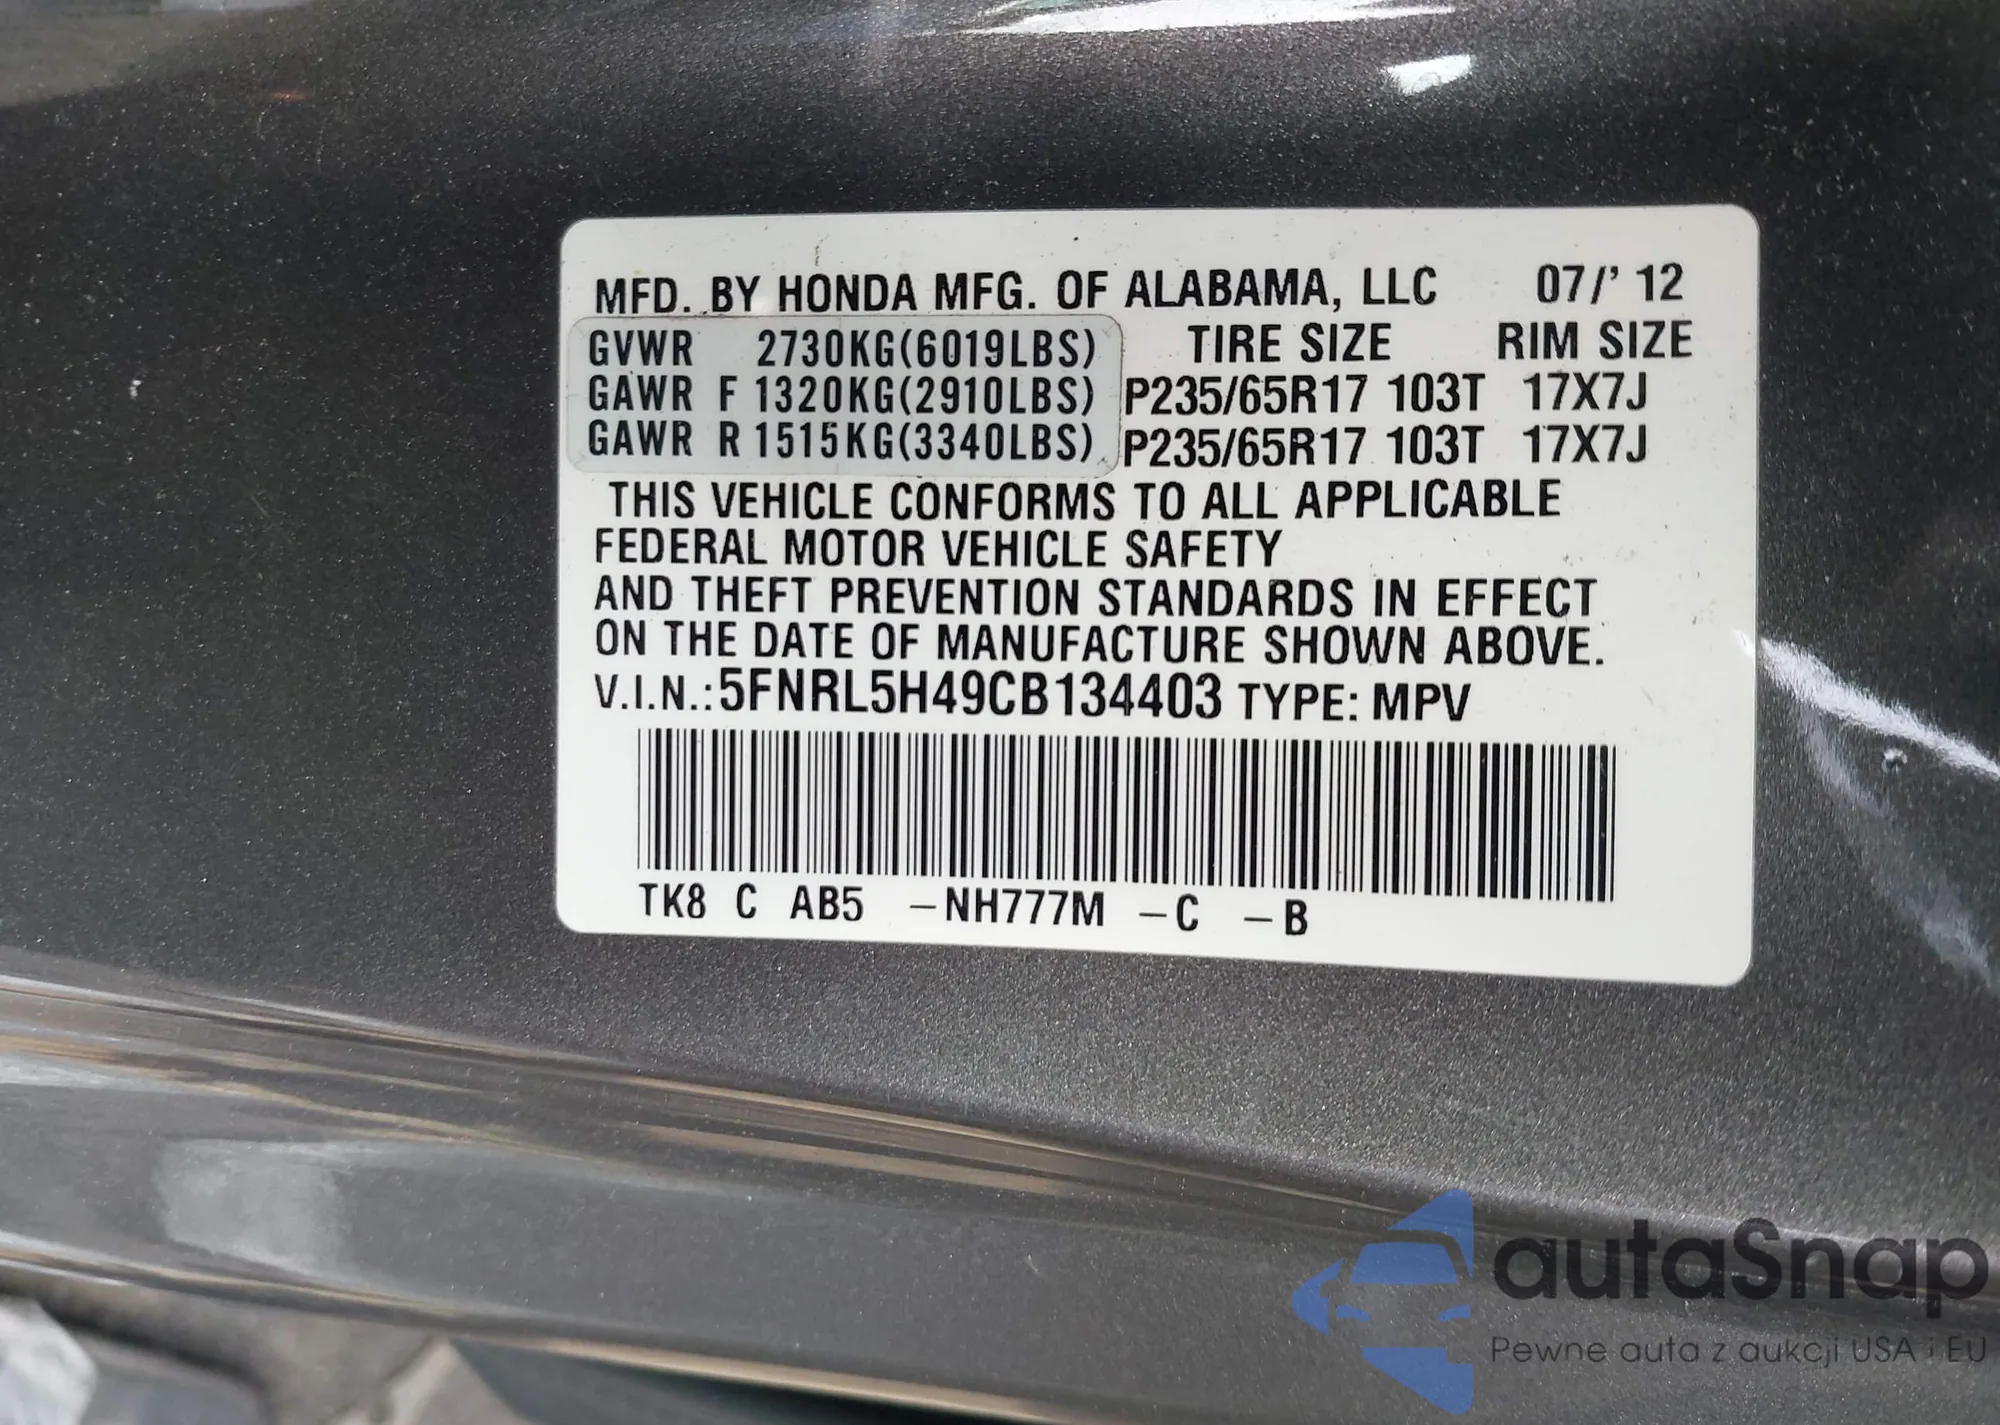 MFD. BY HONDA MFG. OF ALABAMA, LLC 07/' 12
GVWR 2730KG(6019LBS) TIRE SIZE RIM SIZE
GAWR F 1320KG(2910LBS) P235/65R17 103T 17X7J
GAWR R 1515KG(3340LBS) P235/65R17 103T 17X7J
THIS VEHICLE CONFORMS TO ALL APPLICABLE
FEDERAL MOTOR VEHICLE SAFETY
AND THEFT PREVENTION STANDARDS IN EFFECT
ON THE DATE OF MANUFACTURE SHOWN ABOVE.
V.I.N.: 5FNRL5H49CB134403 TYPE: MPV
TK8 C AB5 –NH777M –C –B
autaSnap
Pewne auta z aukcji USA i EU